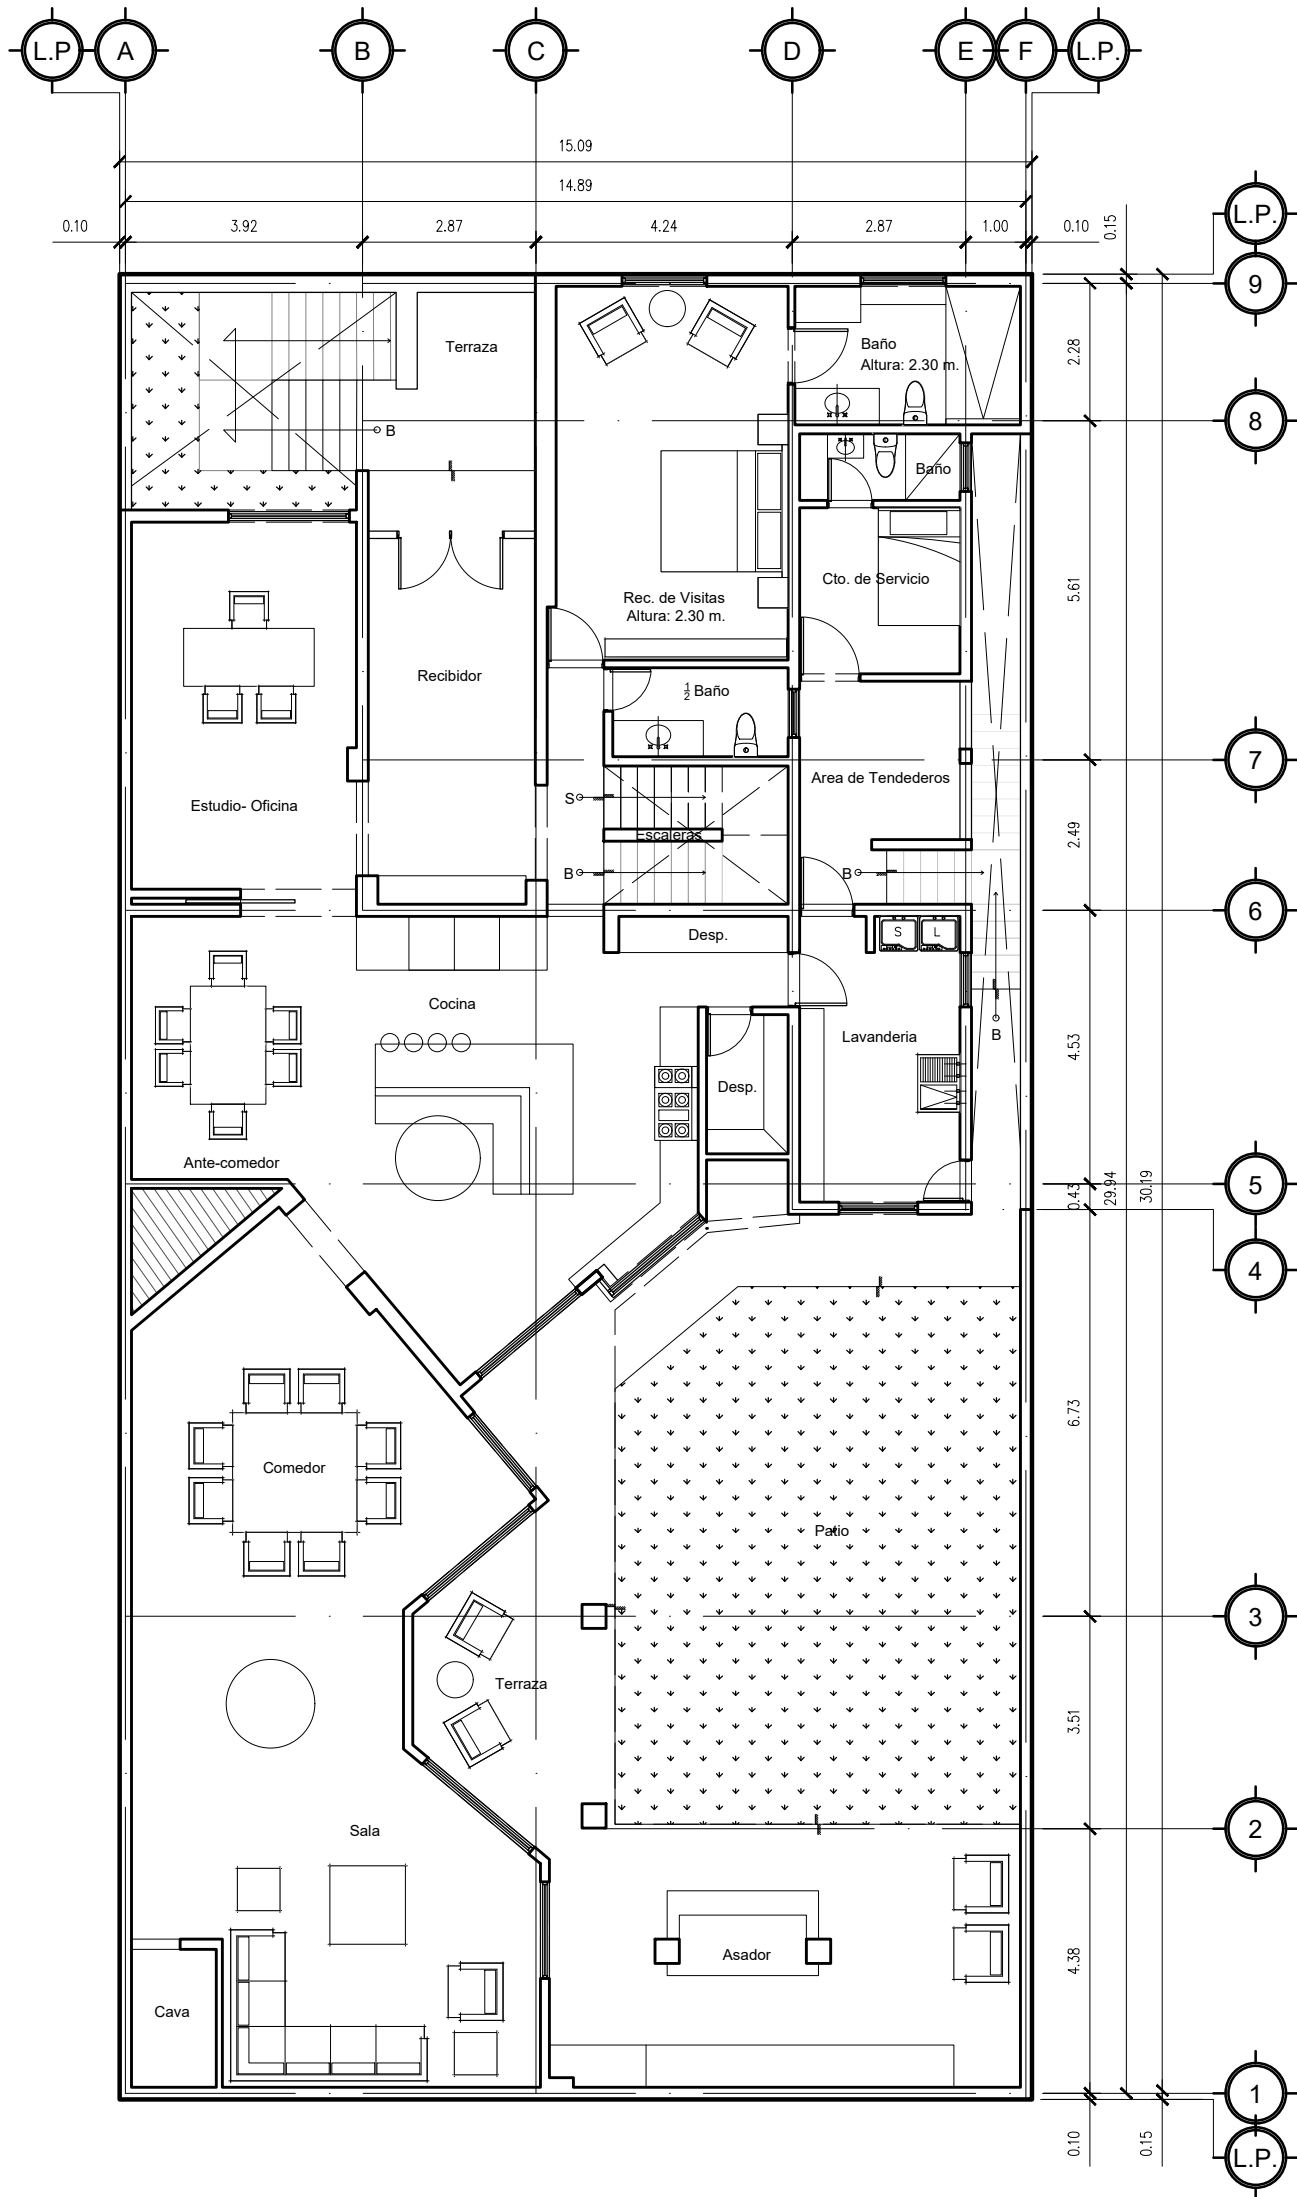 L.P
A
B
C
D
E
F
L.P.
15.09
14.89
0.10
3.92
2.87
4.24
2.87
1.00
0.10
0.15
L.P.
9
Terraza
Baño
Altura: 2.30 m.
2.28
B
8
Baño
Cto. de Servicio
5.61
Rec. de Visitas
Altura: 2.30 m.
Recibidor
½ Baño
7
Area de Tendederos
S
Estudio- Oficina
Escaleras
2.49
B
B
6
Desp.
S
L
Cocina
B
Lavanderia
4.53
Desp.
Ante-comedor
5
0.43
29.94
30.19
4
6.73
Comedor
Patio
3
Terraza
3.51
Sala
2
Asador
4.38
Cava
1
0.10
0.15
L.P.